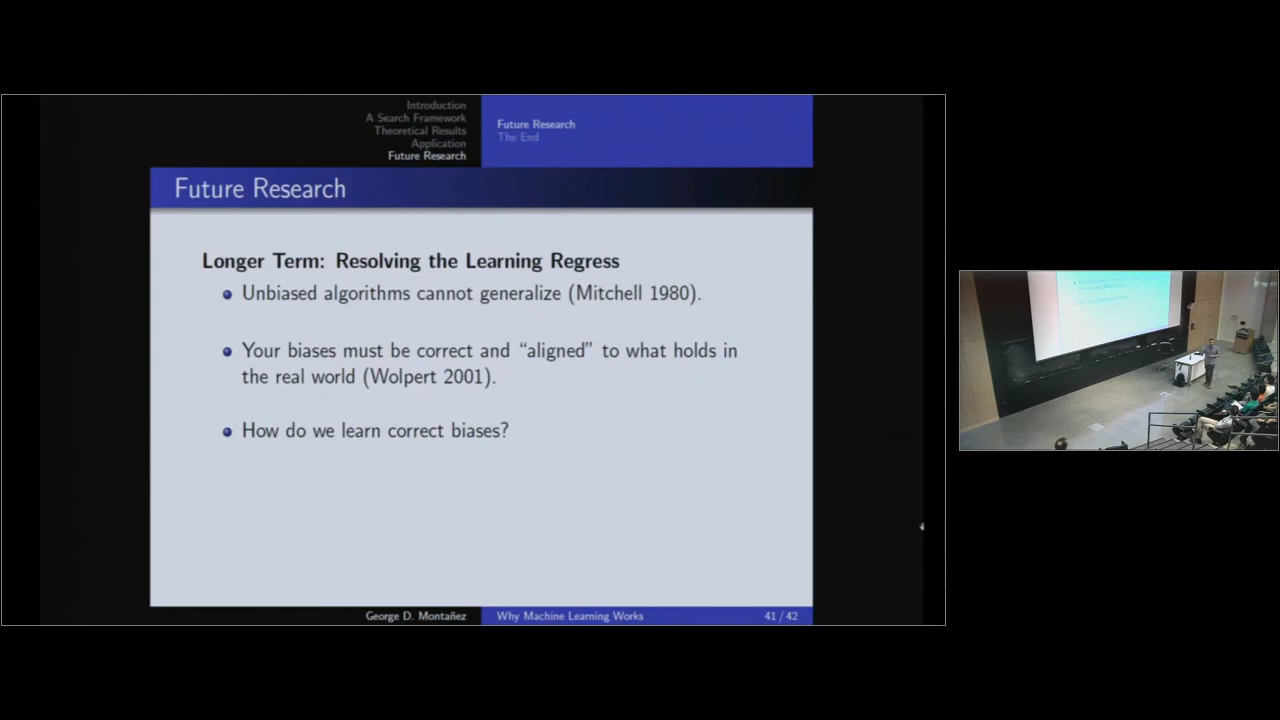 Introduction
A Search Framework
Theoretical Results
Application
Future Research
Future Research
The End
Future Research
Longer Term: Resolving the Learning Regress
Unbiased algorithms cannot generalize (Mitchell 1980).
Your biases must be correct and “aligned” to what holds in
the real world (Wolpert 2001).
How do we learn correct biases?
George D. Montañez
Why Machine Learning Works
41 / 42